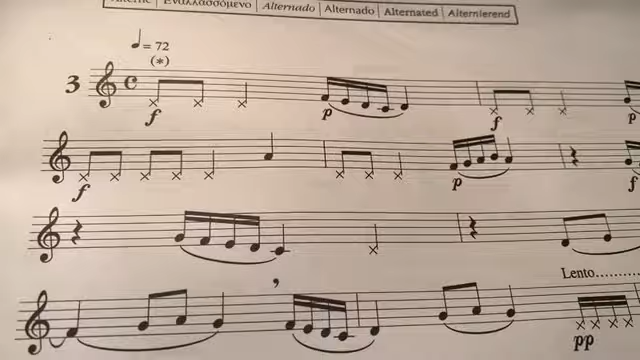 Εναλλασσόμενο | Alternado | Alternado | Alternated | Alternierend
♩ = 72
(*)
3
f p f p
f p f
Lento...........
pp